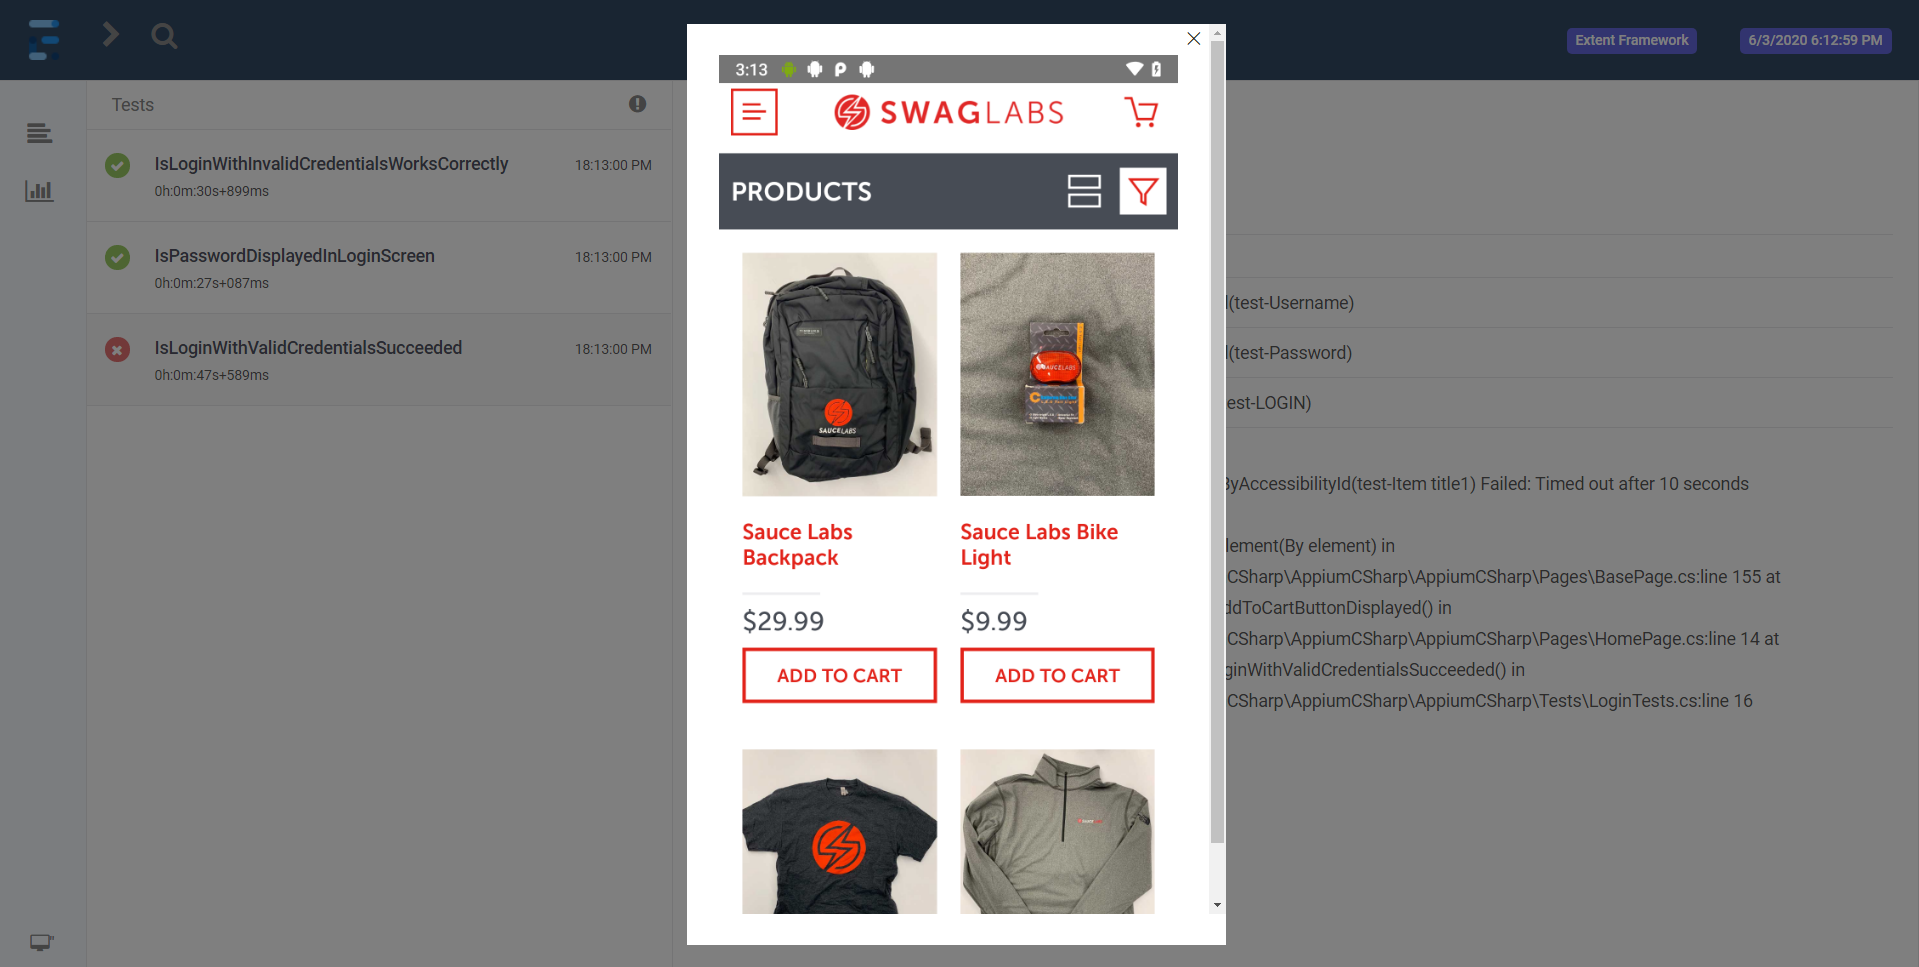 Extent Framework
6/3/2020 6:12:59 PM
Tests
IsLoginWithInvalidCredentialsWorksCorrectly
18:13:00 PM
0h:0m:30s+899ms
IsPasswordDisplayedInLoginScreen
18:13:00 PM
0h:0m:27s+087ms
IsLoginWithValidCredentialsSucceeded
18:13:00 PM
0h:0m:47s+589ms
3:13
SWAGLABS
PRODUCTS
SAUCELABS
SAUCELABS
Sauce Labs
Backpack
Sauce Labs Bike
Light
$29.99
$9.99
ADD TO CART
ADD TO CART
(test-Username)
(test-Password)
est-LOGIN)
yAccessibilityId(test-Item title1) Failed: Timed out after 10 seconds
lement(By element) in
CSharp\AppiumCSharp\AppiumCSharp\Pages\BasePage.cs:line 155 at
ddToCartButtonDisplayed() in
CSharp\AppiumCSharp\AppiumCSharp\Pages\HomePage.cs:line 14 at
ginWithValidCredentialsSucceeded() in
CSharp\AppiumCSharp\AppiumCSharp\Tests\LoginTests.cs:line 16